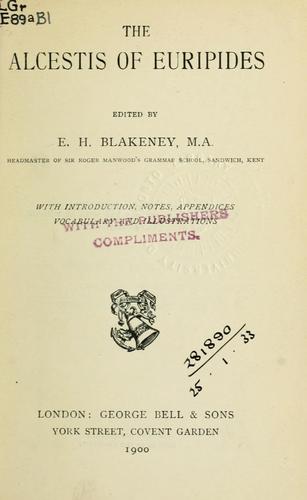 LGr
E89aBl
THE
ALCESTIS OF EURIPIDES
EDITED BY
E. H. BLAKENEY, M.A.
HEADMASTER OF SIR ROGER MANWOOD'S GRAMMAR SCHOOL, SANDWICH, KENT
WITH INTRODUCTION, NOTES, APPENDICES
VOCABULARY AND ILLUSTRATIONS
WITH THE PUBLISHERS
COMPLIMENTS.
281890
25 . 1 . 33
LONDON: GEORGE BELL & SONS
YORK STREET, COVENT GARDEN
1900